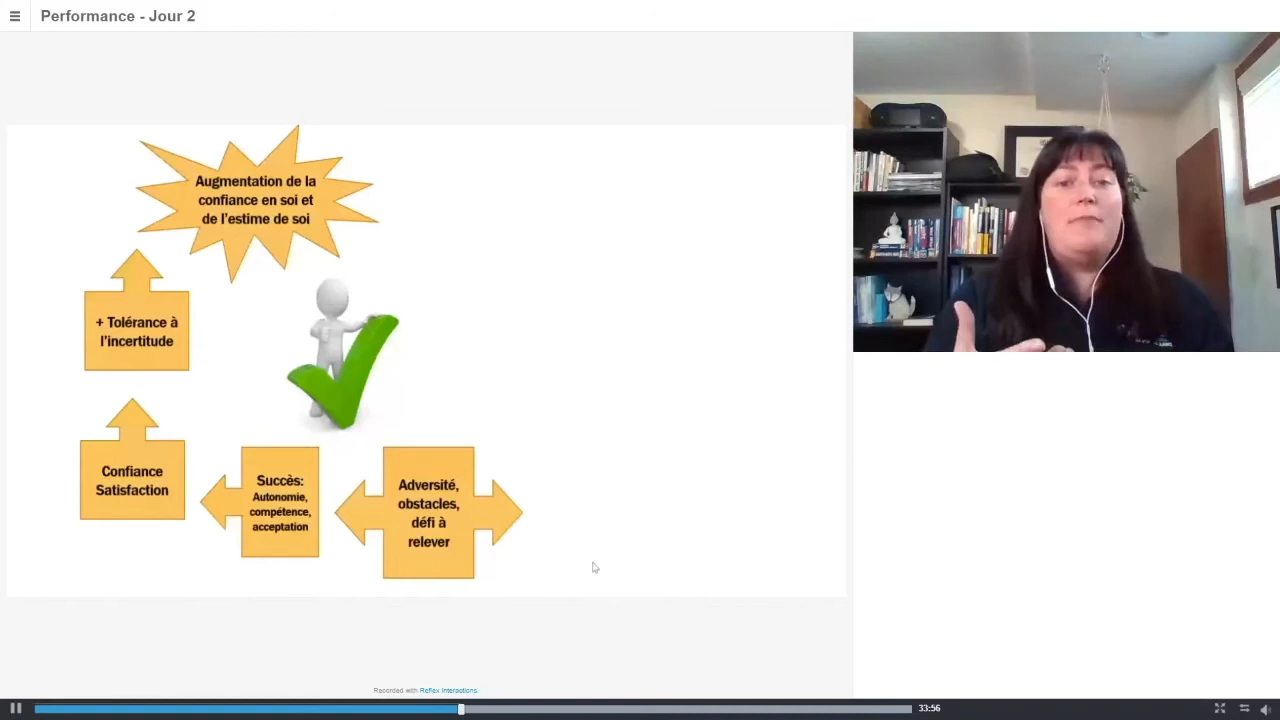 Performance - Jour 2
Augmentation de la
confiance en soi et
de l'estime de soi
+ Tolérance à
l'incertitude
Confiance
Satisfaction
Succès:
Autonomie,
compétence,
acceptation
Adversité,
obstacles,
défi à
relever
Recorded with Reflex Interactions.
33:56